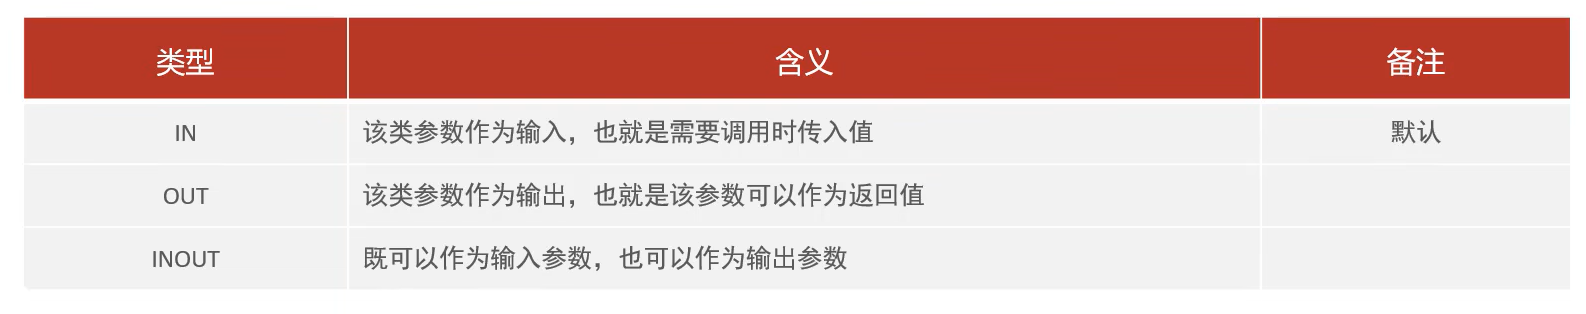 类型 含义 备注
IN 该类参数作为输入，也就是需要调用时传入值 默认
OUT 该类参数作为输出，也就是该参数可以作为返回值
INOUT 既可以作为输入参数，也可以作为输出参数